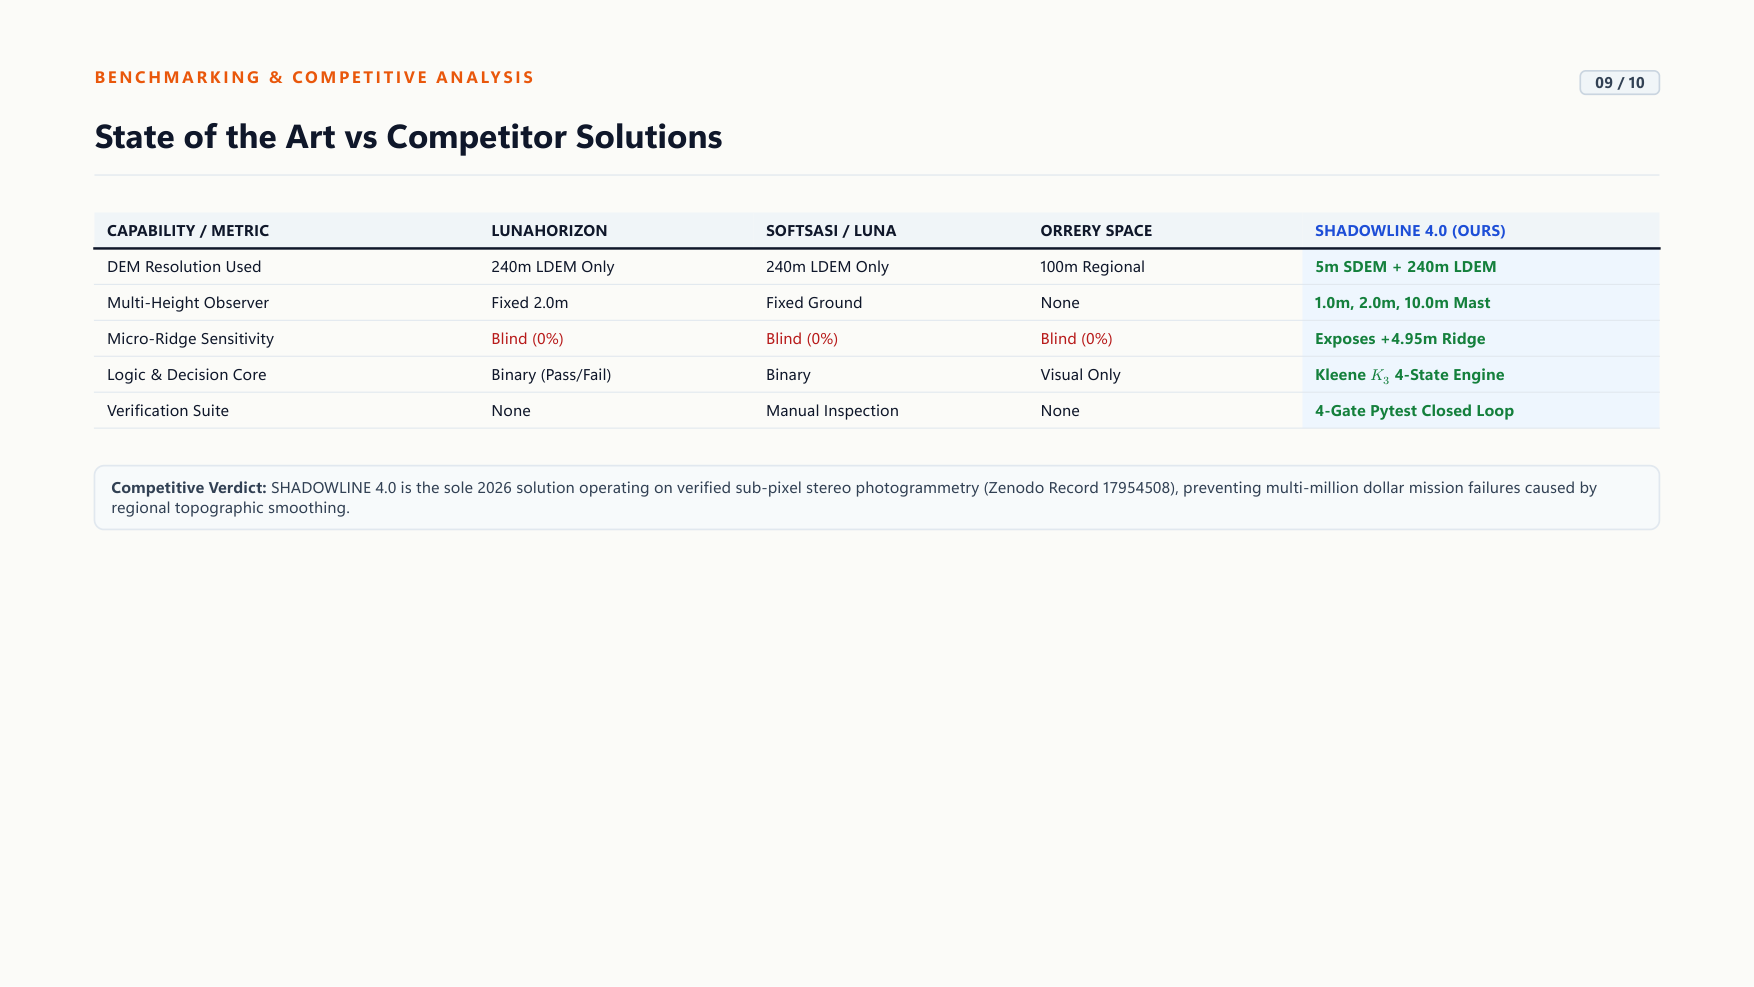 BENCHMARKING & COMPETITIVE ANALYSIS
09 / 10
State of the Art vs Competitor Solutions
CAPABILITY / METRIC LUNAHORIZON SOFTSASI / LUNA ORRERY SPACE SHADOWLINE 4.0 (OURS)
DEM Resolution Used 240m LDEM Only 240m LDEM Only 100m Regional 5m SDEM + 240m LDEM
Multi-Height Observer Fixed 2.0m Fixed Ground None 1.0m, 2.0m, 10.0m Mast
Micro-Ridge Sensitivity Blind (0%) Blind (0%) Blind (0%) Exposes +4.95m Ridge
Logic & Decision Core Binary (Pass/Fail) Binary Visual Only Kleene K₃ 4-State Engine
Verification Suite None Manual Inspection None 4-Gate Pytest Closed Loop
Competitive Verdict: SHADOWLINE 4.0 is the sole 2026 solution operating on verified sub-pixel stereo photogrammetry (Zenodo Record 17954508), preventing multi-million dollar mission failures caused by
regional topographic smoothing.